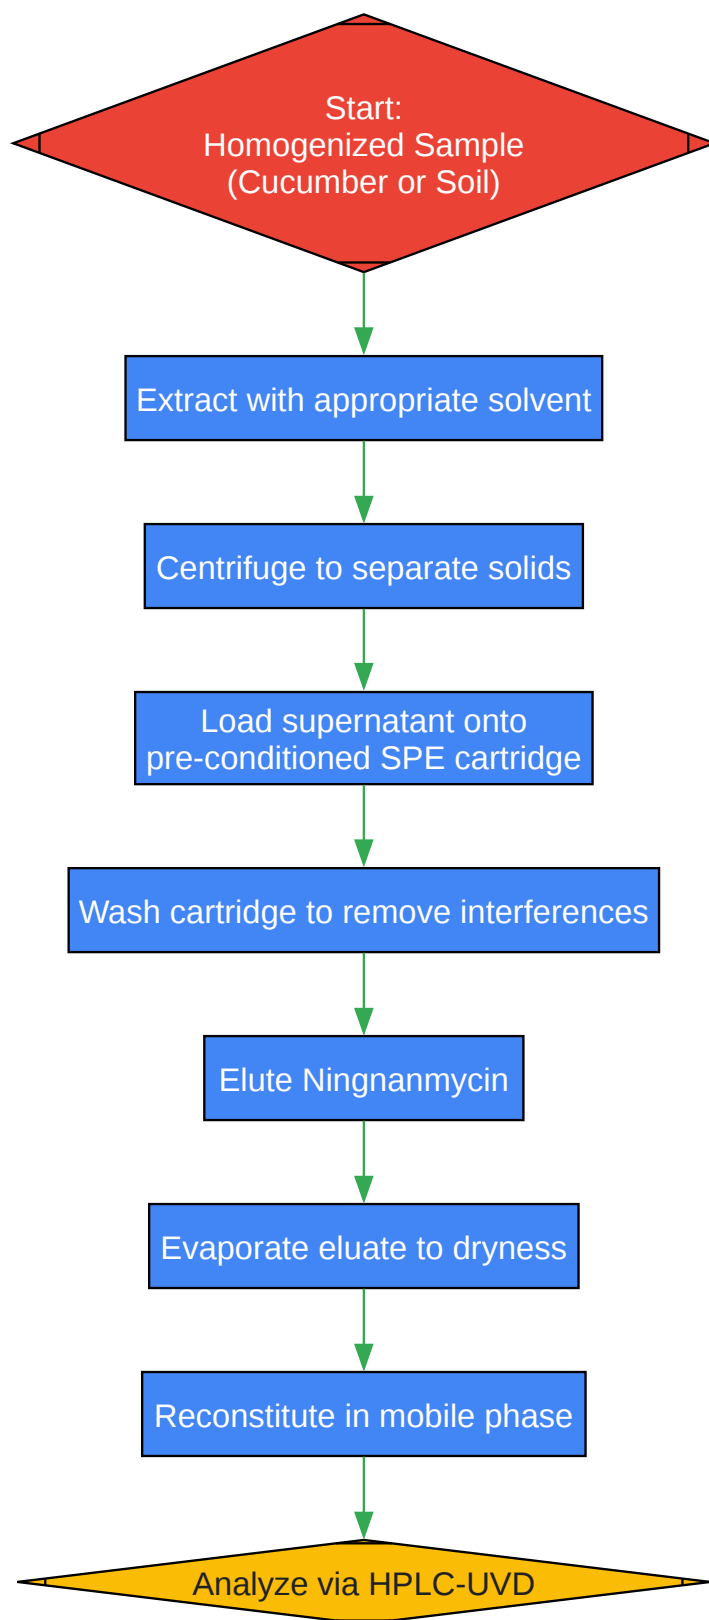 Start:
Homogenized Sample
(Cucumber or Soil)
Extract with appropriate solvent
Centrifuge to separate solids
Load supernatant onto
pre-conditioned SPE cartridge
Wash cartridge to remove interferences
Elute Ningnanmycin
Evaporate eluate to dryness
Reconstitute in mobile phase
Analyze via HPLC-UVD